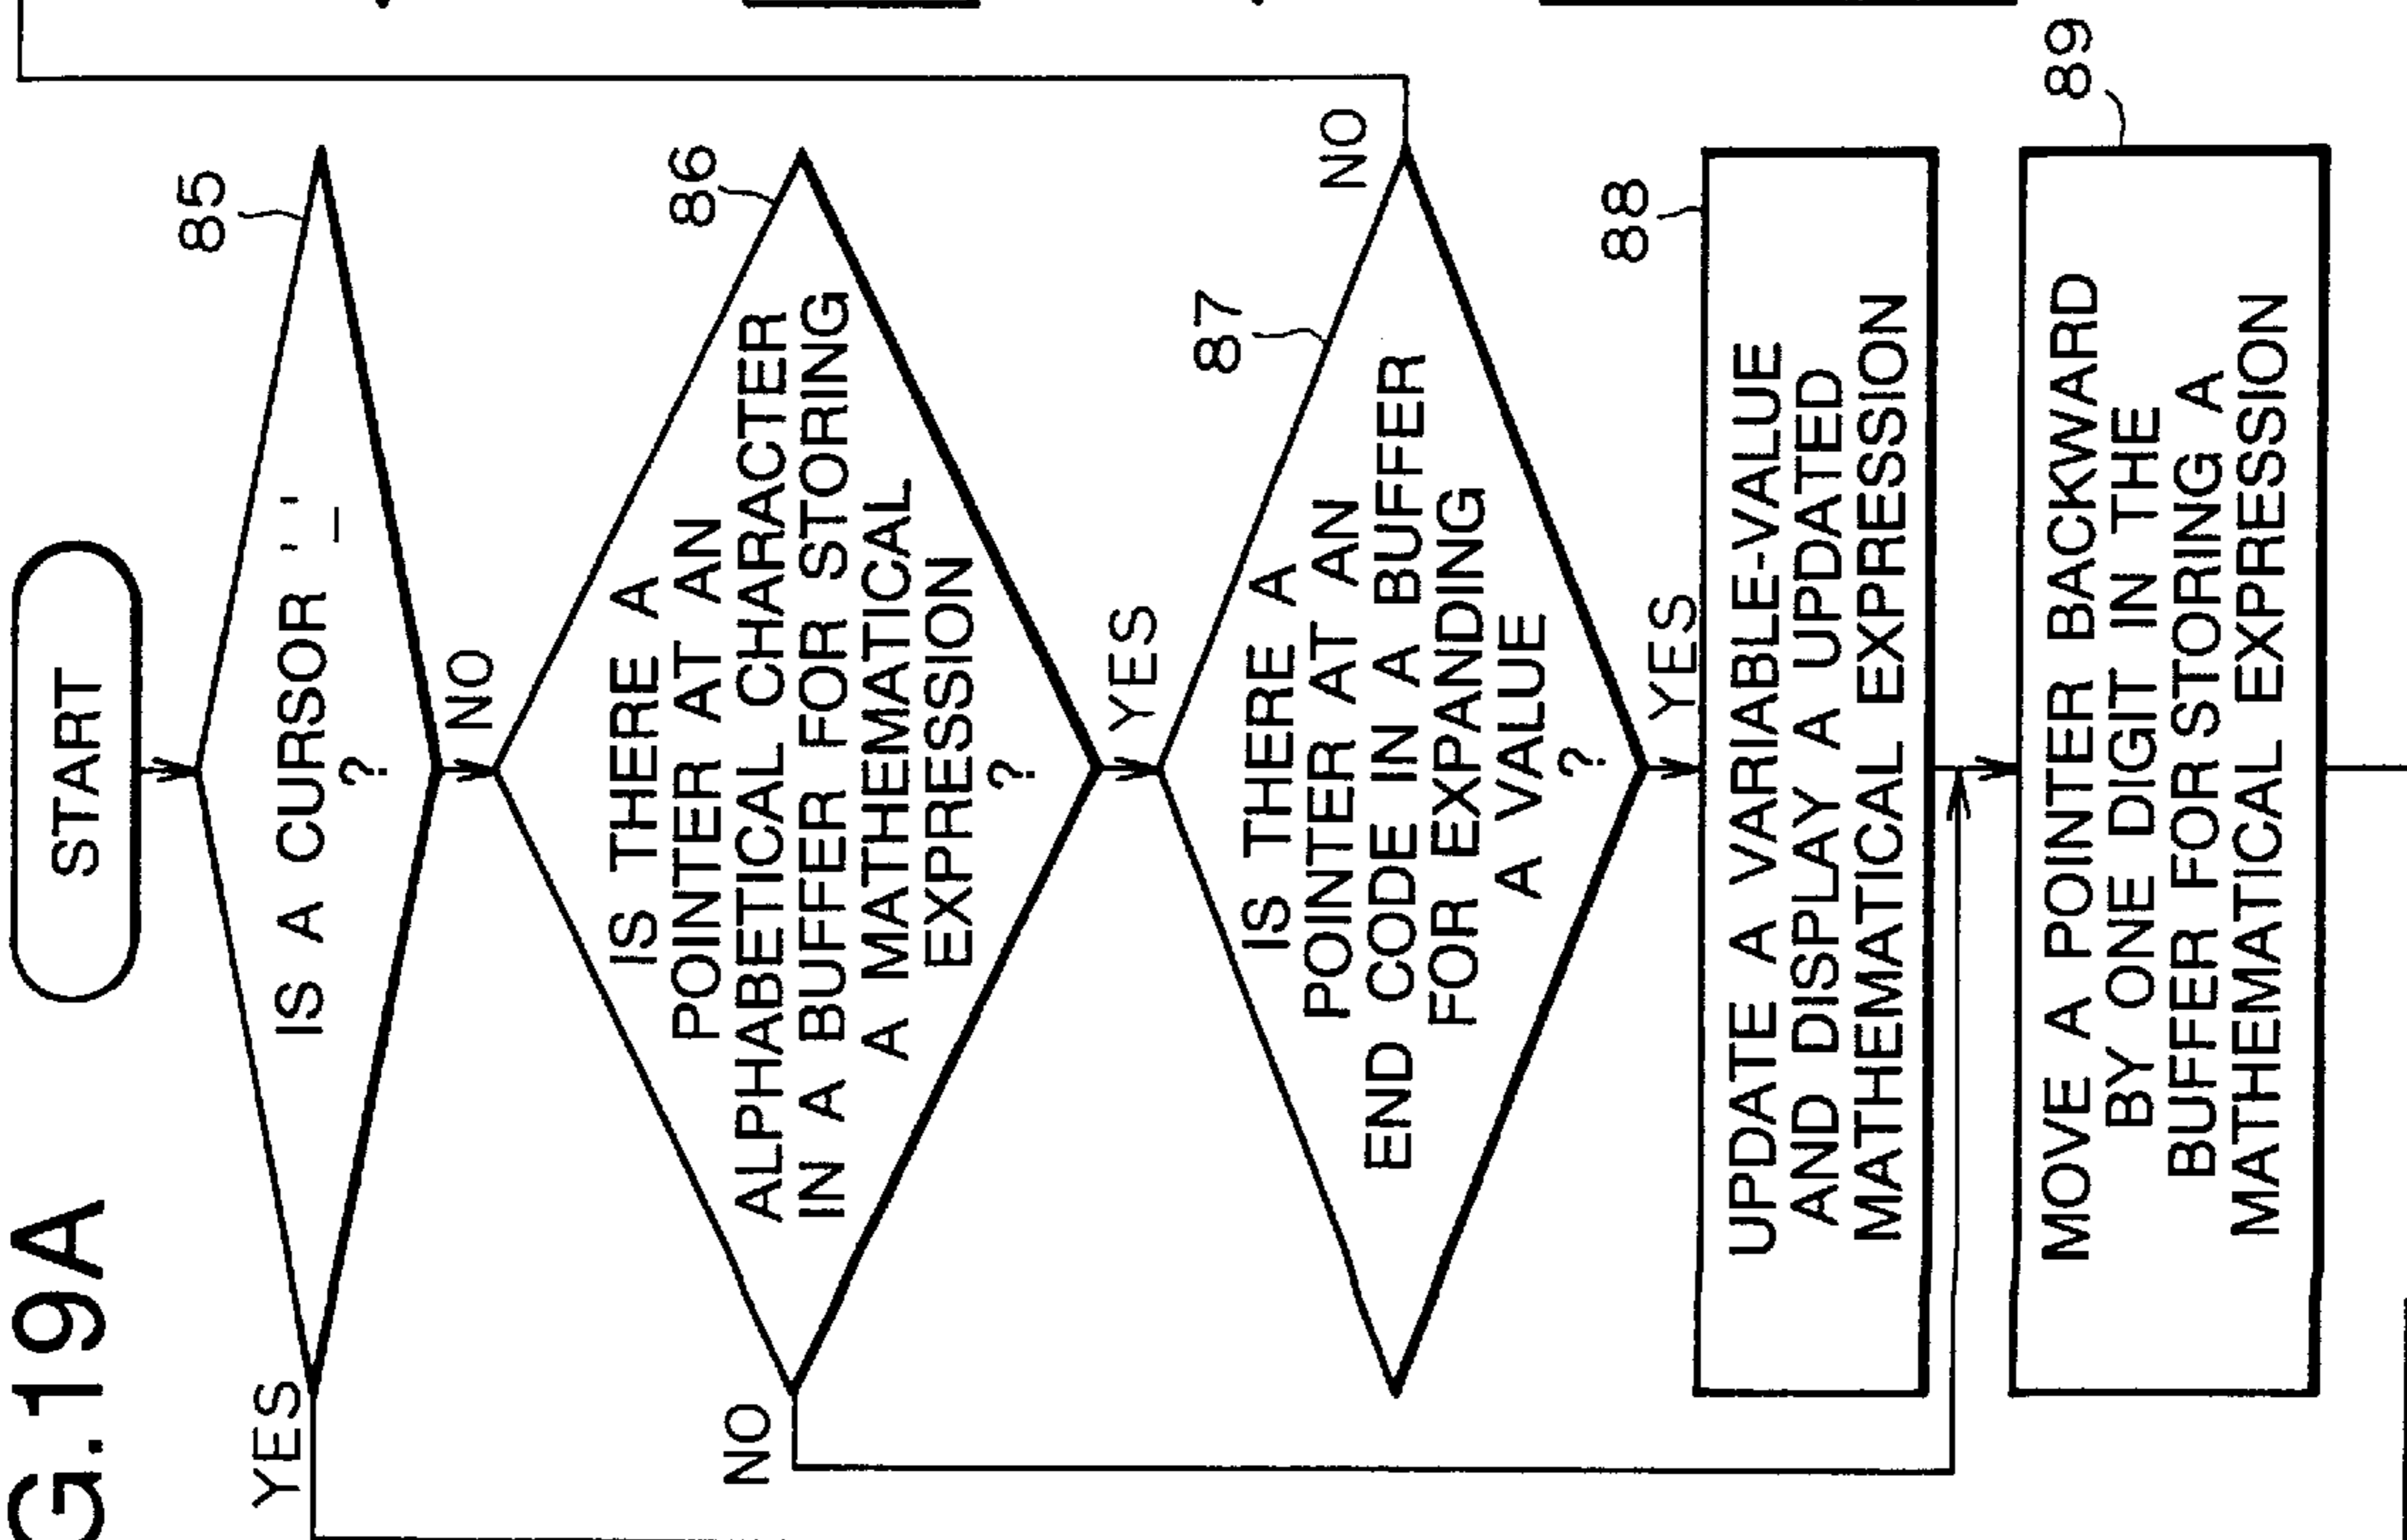 G.19A
START
85
IS A CURSOR "_"
?
YES
NO
86
IS THERE A
POINTER AT AN
ALPHABETICAL CHARACTER
IN A BUFFER FOR STORING
A MATHEMATICAL
EXPRESSION
?
NO
YES
87
IS THERE A
POINTER AT AN
END CODE IN A BUFFER
FOR EXPANDING
A VALUE
?
NO
YES
88
UPDATE A VARIABLE-VALUE
AND DISPLAY A UPDATED
MATHEMATICAL EXPRESSION
89
MOVE A POINTER BACKWARD
BY ONE DIGIT IN THE
BUFFER FOR STORING A
MATHEMATICAL EXPRESSION